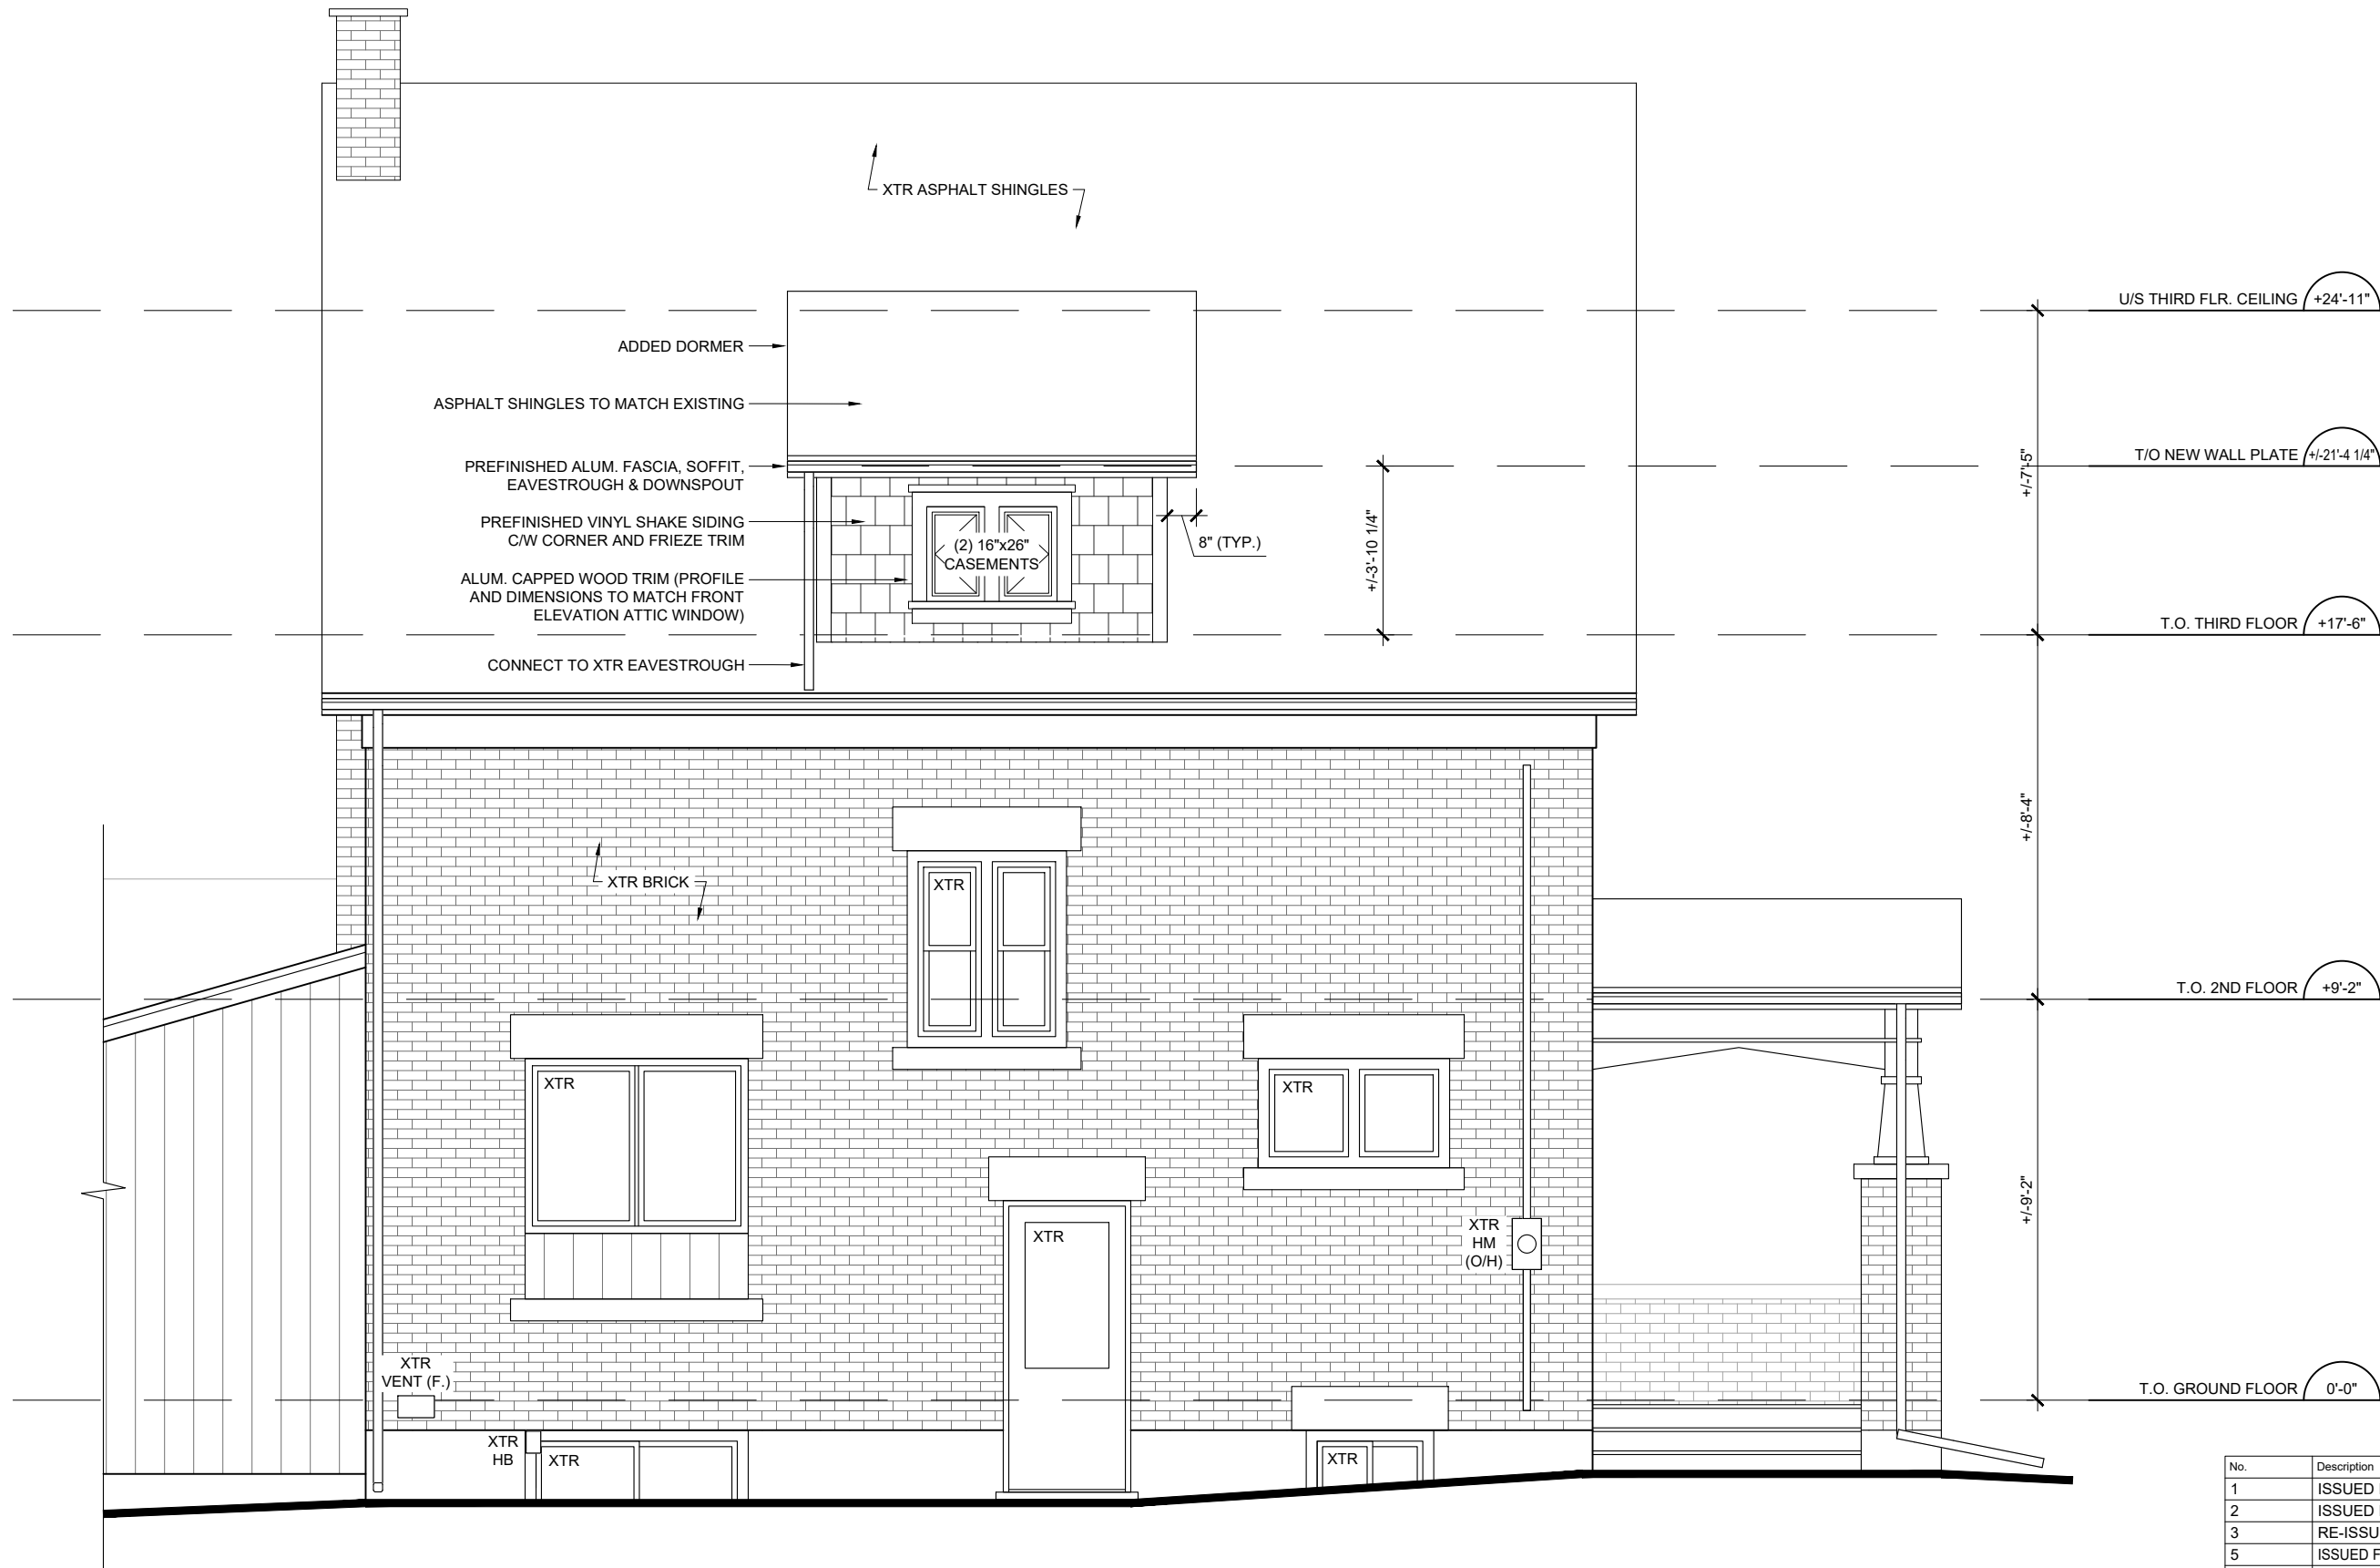 XTR ASPHALT SHINGLES
U/S THIRD FLR. CEILING
+24'-11"
ADDED DORMER
ASPHALT SHINGLES TO MATCH EXISTING
PREFINISHED ALUM. FASCIA, SOFFIT,
EAVESTROUGH & DOWNSPOUT
T/O NEW WALL PLATE
+/-21'-4 1/4"
+/-7'-5"
PREFINISHED VINYL SHAKE SIDING
C/W CORNER AND FRIEZE TRIM
(2) 16"x26"
CASEMENTS
8" (TYP.)
+/-3'-10 1/4"
ALUM. CAPPED WOOD TRIM (PROFILE
AND DIMENSIONS TO MATCH FRONT
ELEVATION ATTIC WINDOW)
T.O. THIRD FLOOR
+17'-6"
CONNECT TO XTR EAVESTROUGH
+/-8'-4"
XTR BRICK
XTR
T.O. 2ND FLOOR
+9'-2"
XTR
XTR
+/-9'-2"
XTR
XTR
HM
(O/H)
XTR
VENT (F.)
T.O. GROUND FLOOR
0'-0"
XTR
HB
XTR
XTR
No. Description
1 ISSUED
2 ISSUED
3 RE-ISSU
5 ISSUED F